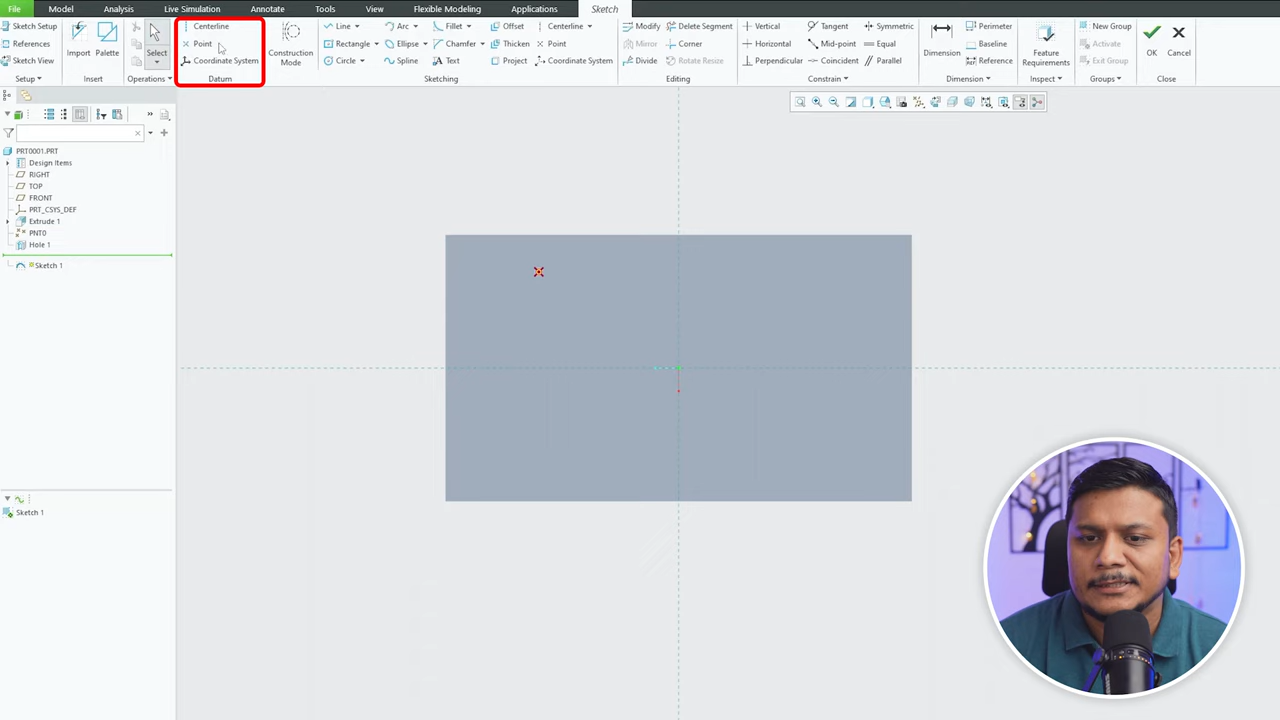 File Model Analysis Live Simulation Annotate Tools View Flexible Modeling Applications Sketch
Sketch Setup
References
Sketch View
Setup
Import
Palette
Insert
Select
Operations
Centerline
Point
Coordinate System
Datum
Construction
Mode
Line Arc Fillet Offset Centerline
Rectangle Ellipse Chamfer Thicken Point
Circle Spline Text Project Coordinate System
Sketching
Modify Delete Segment
Mirror Corner
Divide Rotate Resize
Editing
Vertical Tangent Symmetric
Horizontal Mid-point Equal
Perpendicular Coincident Parallel
Constrain
Dimension
Perimeter
Baseline
Reference
Dimension
Feature
Requirements
Inspect
New Group
Activate
Exit Group
Groups
OK
Cancel
Close
PRT0001.PRT
Design Items
RIGHT
TOP
FRONT
PRT_CSYS_DEF
Extrude 1
PNT0
Hole 1
Sketch 1
Sketch 1